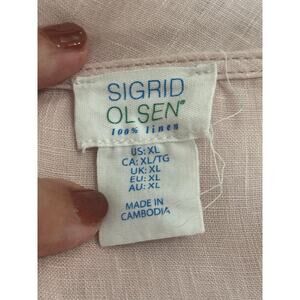 SIGRID
OLSEN®
100% linen
US: XL
CA: XL/TG
UK: XL
EU: XL
AU: XL
MADE IN
CAMBODIA